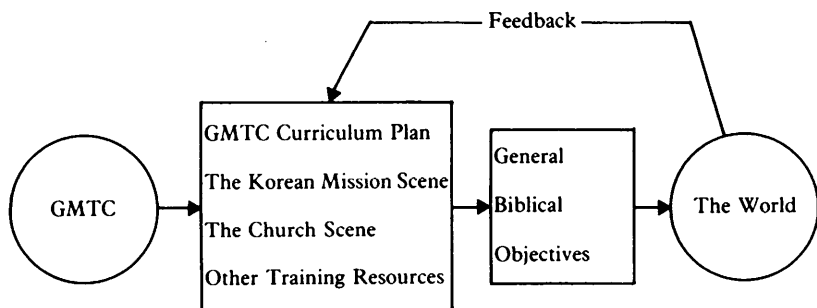 Feedback
GMTC
GMTC Curriculum Plan
The Korean Mission Scene
The Church Scene
Other Training Resources
General
Biblical
Objectives
The World